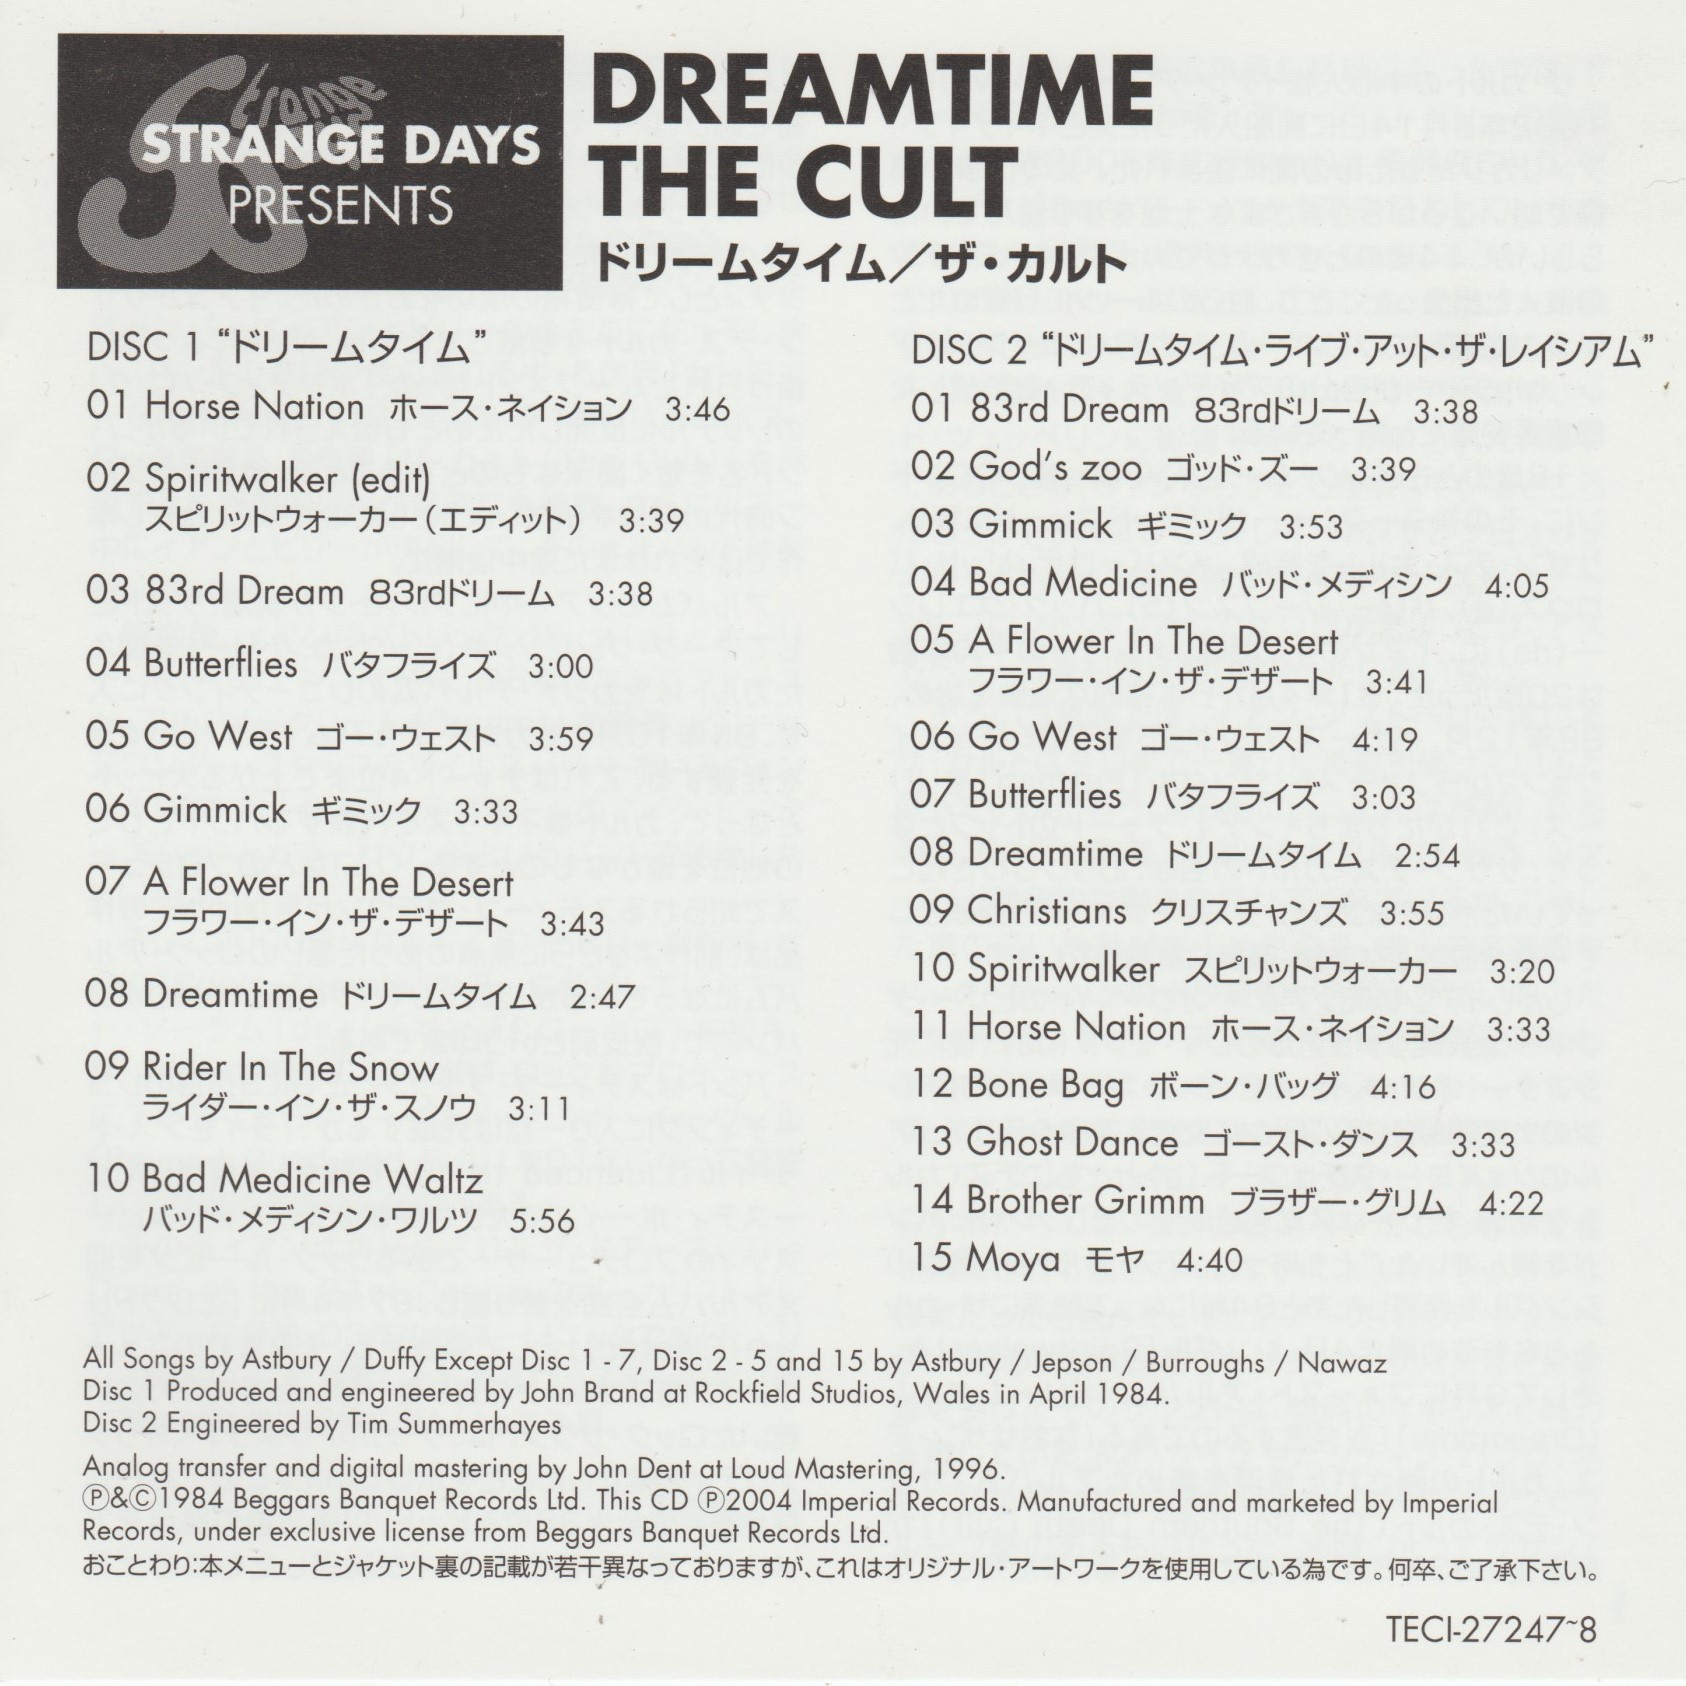 Strange Days
STRANGE DAYS
PRESENTS
DREAMTIME
THE CULT
ドリームタイム／ザ・カルト
DISC 1 “ドリームタイム”
01 Horse Nation ホース・ネイション 3:46
02 Spiritwalker (edit)
スピリットウォーカー（エディット） 3:39
03 83rd Dream 83rdドリーム 3:38
04 Butterflies バタフライズ 3:00
05 Go West ゴー・ウェスト 3:59
06 Gimmick ギミック 3:33
07 A Flower In The Desert
フラワー・イン・ザ・デザート 3:43
08 Dreamtime ドリームタイム 2:47
09 Rider In The Snow
ライダー・イン・ザ・スノウ 3:11
10 Bad Medicine Waltz
バッド・メディシン・ワルツ 5:56
DISC 2 “ドリームタイム・ライブ・アット・ザ・レイシアム”
01 83rd Dream 83rdドリーム 3:38
02 God's zoo ゴッド・ズー 3:39
03 Gimmick ギミック 3:53
04 Bad Medicine バッド・メディシン 4:05
05 A Flower In The Desert
フラワー・イン・ザ・デザート 3:41
06 Go West ゴー・ウェスト 4:19
07 Butterflies バタフライズ 3:03
08 Dreamtime ドリームタイム 2:54
09 Christians クリスチャンズ 3:55
10 Spiritwalker スピリットウォーカー 3:20
11 Horse Nation ホース・ネイション 3:33
12 Bone Bag ボーン・バッグ 4:16
13 Ghost Dance ゴースト・ダンス 3:33
14 Brother Grimm ブラザー・グリム 4:22
15 Moya モヤ 4:40
All Songs by Astbury / Duffy Except Disc 1 - 7, Disc 2 - 5 and 15 by Astbury / Jepson / Burroughs / Nawaz
Disc 1 Produced and engineered by John Brand at Rockfield Studios, Wales in April 1984.
Disc 2 Engineered by Tim Summerhayes
Analog transfer and digital mastering by John Dent at Loud Mastering, 1996.
Ⓟ&Ⓒ1984 Beggars Banquet Records Ltd. This CD Ⓟ2004 Imperial Records. Manufactured and marketed by Imperial
Records, under exclusive license from Beggars Banquet Records Ltd.
おことわり：本メニューとジャケット裏の記載が若干異なっておりますが、これはオリジナル・アートワークを使用している為です。何卒、ご了承下さい。
TECI-27247~8